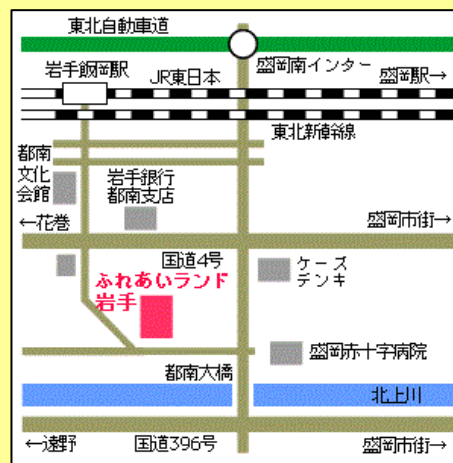 東北自動車道
岩手飯岡駅
JR東日本
盛岡南インター
盛岡駅→
東北新幹線
都南
文化
会館
岩手銀行
都南支店
←花巻
盛岡市街→
国道4号
ケーズ
デンキ
ふれあいランド
岩手
盛岡赤十字病院
都南大橋
北上川
←遠野
国道396号
盛岡市街→